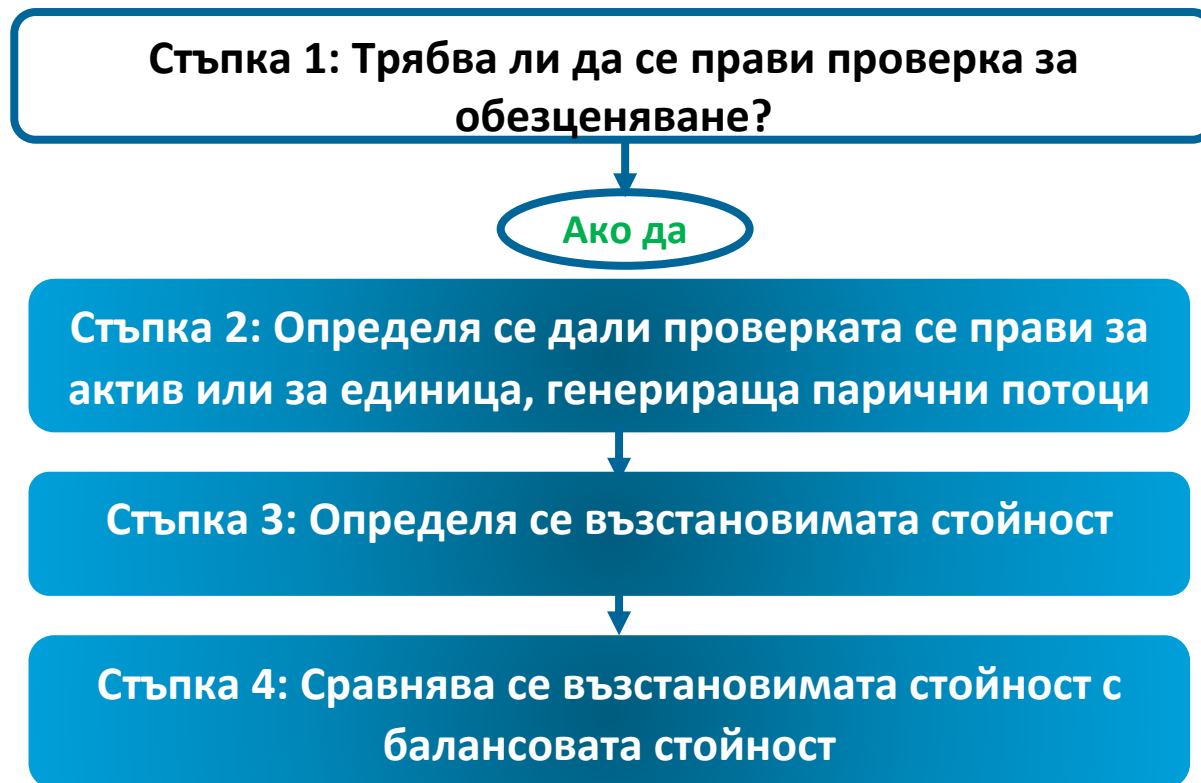 Стъпка 1: Трябва ли да се прави проверка за
обезценяване?
Ако да
Стъпка 2: Определя се дали проверката се прави за
актив или за единица, генерираща парични потоци
Стъпка 3: Определя се възстановимата стойност
Стъпка 4: Сравнява се възстановимата стойност с
балансовата стойност